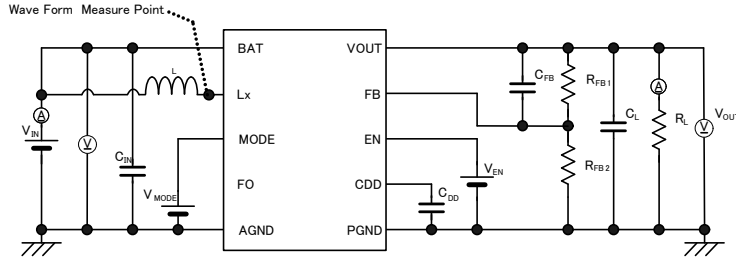 Wave Form Measure Point
BAT VOUT
L
Lx FB
CFB RFB1
A A
VIN V CIN
MODE EN
CL RL V VOUT
VMODE FO CDD
CDD VEN RFB2
AGND PGND